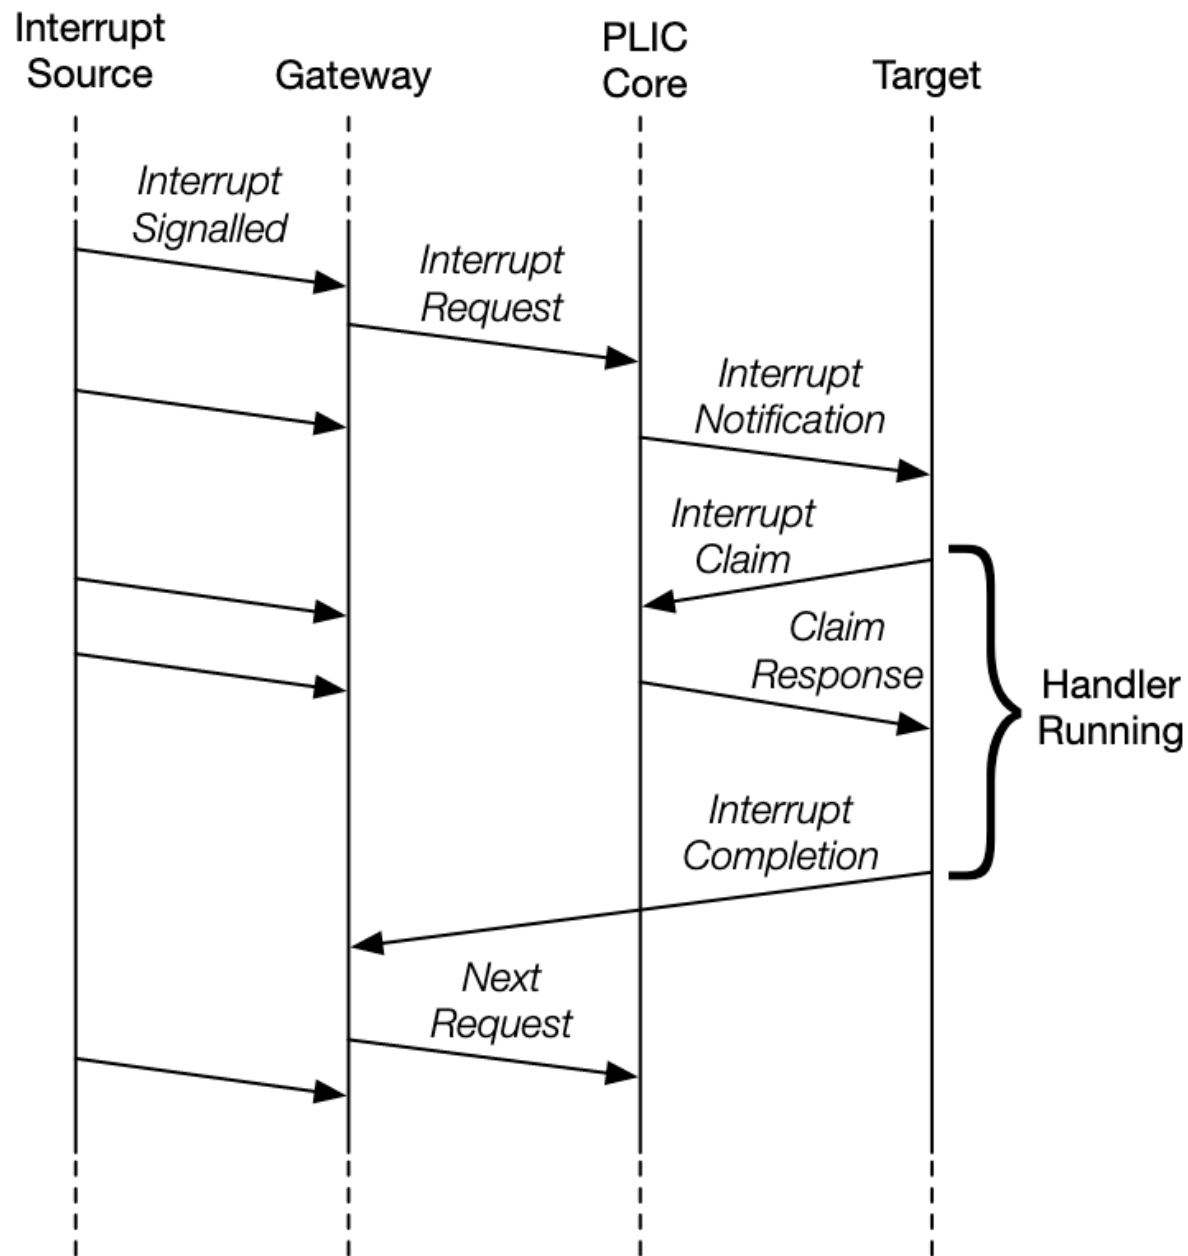 Interrupt
Source
Gateway
PLIC
Core
Target
Interrupt
Signalled
Interrupt
Request
Interrupt
Notification
Interrupt
Claim
Claim
Response
Handler
Running
Interrupt
Completion
Next
Request